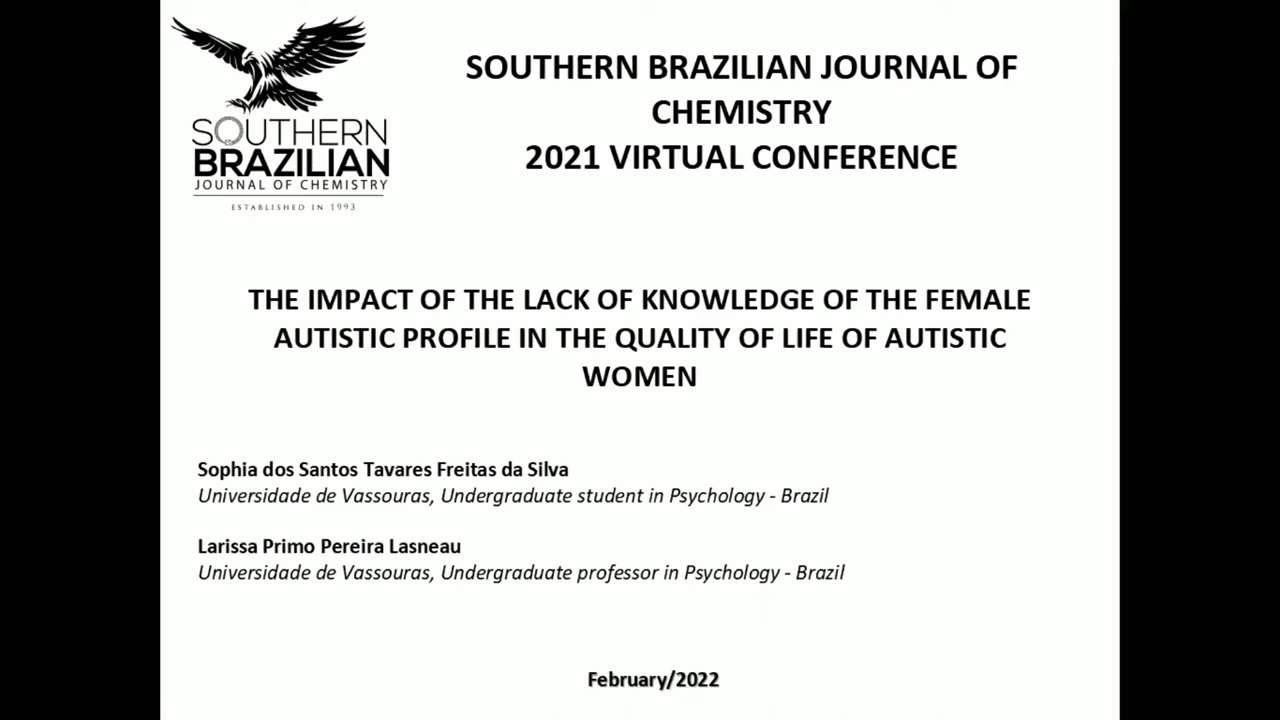 SOUTHERN
BRAZILIAN
JOURNAL OF CHEMISTRY
ESTABLISHED IN 1993
SOUTHERN BRAZILIAN JOURNAL OF
CHEMISTRY
2021 VIRTUAL CONFERENCE
THE IMPACT OF THE LACK OF KNOWLEDGE OF THE FEMALE
AUTISTIC PROFILE IN THE QUALITY OF LIFE OF AUTISTIC
WOMEN
Sophia dos Santos Tavares Freitas da Silva
Universidade de Vassouras, Undergraduate student in Psychology - Brazil
Larissa Primo Pereira Lasneau
Universidade de Vassouras, Undergraduate professor in Psychology - Brazil
February/2022